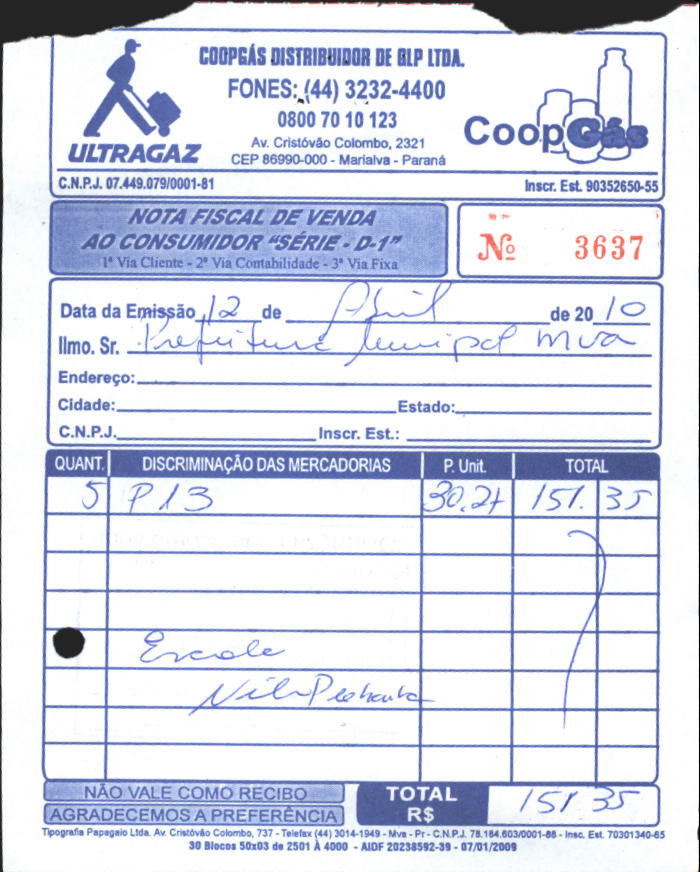 COOPGÁS DISTRIBUIDOR DE GLP LTDA.
FONES: (44) 3232-4400
0800 70 10 123
Av. Cristóvão Colombo, 2321
CEP 86990-000 - Marialva - Paraná
ULTRAGAZ
CoopGás
C.N.P.J. 07.449.079/0001-81
Inscr. Est. 90352650-55
NOTA FISCAL DE VENDA
AO CONSUMIDOR "SÉRIE - D-1"
1ª Via Cliente - 2ª Via Contabilidade - 3ª Via Fixa
Nº 3637
Data da Emissão 12 de Abril de 20 10
Ilmo. Sr. Prefeitura Municipal Mva
Endereço:
Cidade: Estado:
C.N.P.J. Inscr. Est.:
QUANT. DISCRIMINAÇÃO DAS MERCADORIAS P. Unit. TOTAL
5 P13 30,27 151. 35
Escola
Nilo Peçanha
NÃO VALE COMO RECIBO
AGRADECEMOS A PREFERÊNCIA
TOTAL R$ 151 35
Tipografia Papagaio Ltda. Av. Cristóvão Colombo, 737 - Telefax (44) 3014-1949 - Mva - Pr - C.N.P.J. 78.184.603/0001-88 - Insc. Est. 70301340-65
30 Blocos 50x03 de 2501 À 4000 - AIDF 20238592-39 - 07/01/2009